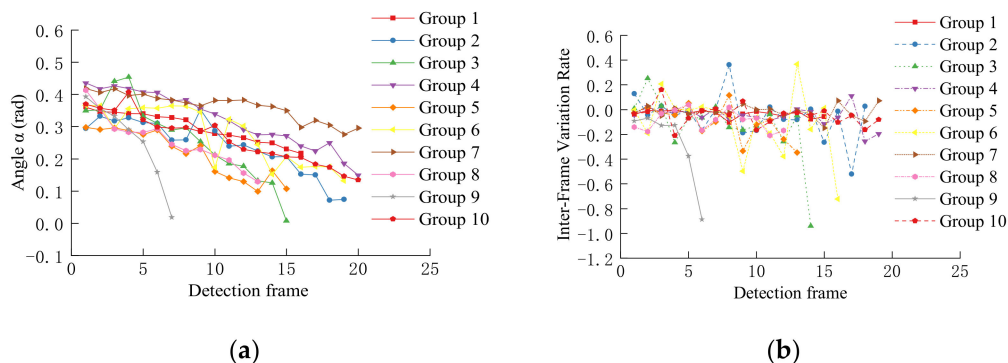 0.6
0.5
0.4
0.3
0.2
0.1
0.0
-0.1
Angle α (rad)
0 5 10 15 20 25
Detection frame
Group 1
Group 2
Group 3
Group 4
Group 5
Group 6
Group 7
Group 8
Group 9
Group 10
(a)
0.6
0.4
0.2
0.0
-0.2
-0.4
-0.6
-0.8
-1.0
-1.2
Inter-Frame Variation Rate
0 5 10 15 20 25
Detection frame
Group 1
Group 2
Group 3
Group 4
Group 5
Group 6
Group 7
Group 8
Group 9
Group 10
(b)